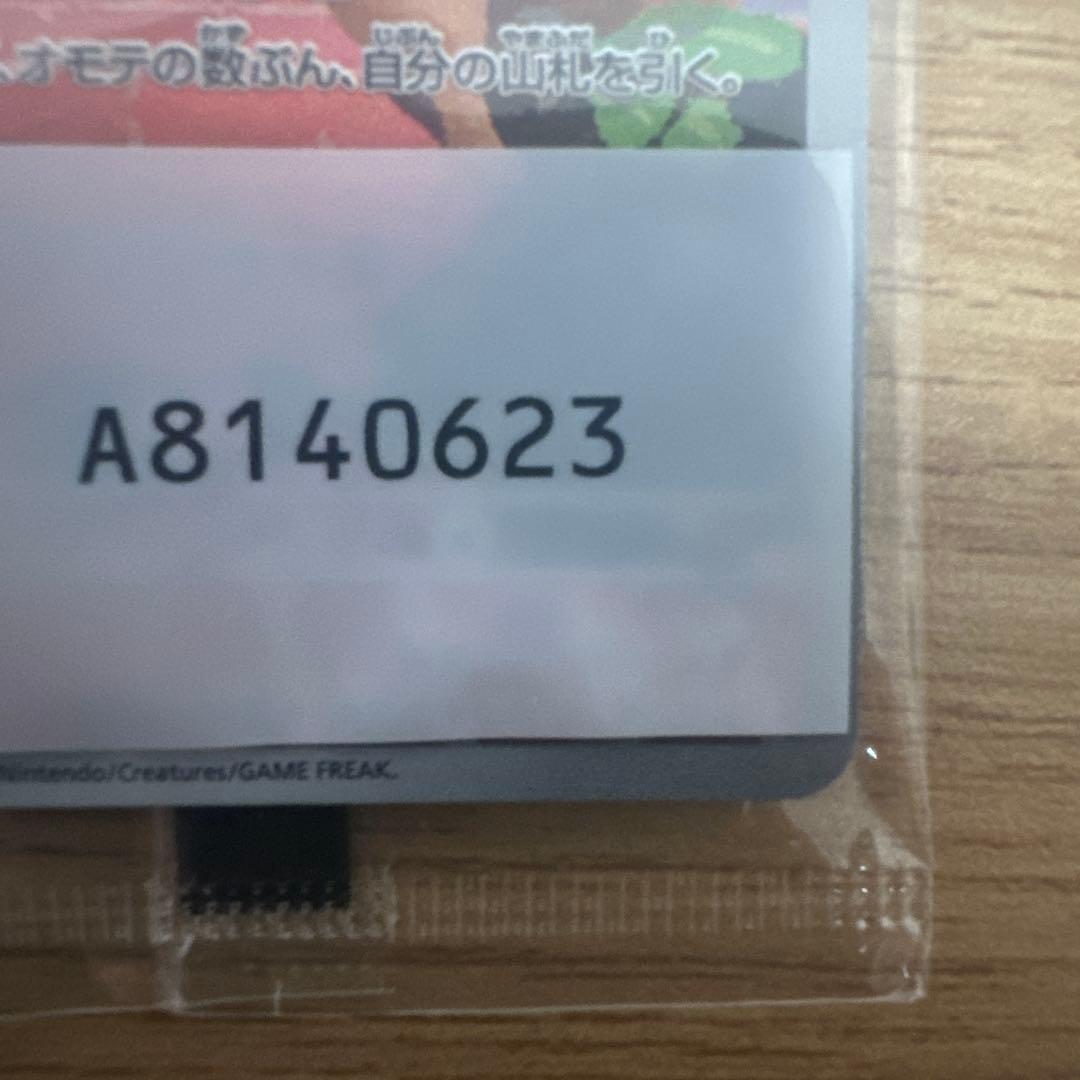 、オモテの数ぶん、自分の山札を引く。
A8140623
Nintendo/Creatures/GAME FREAK.